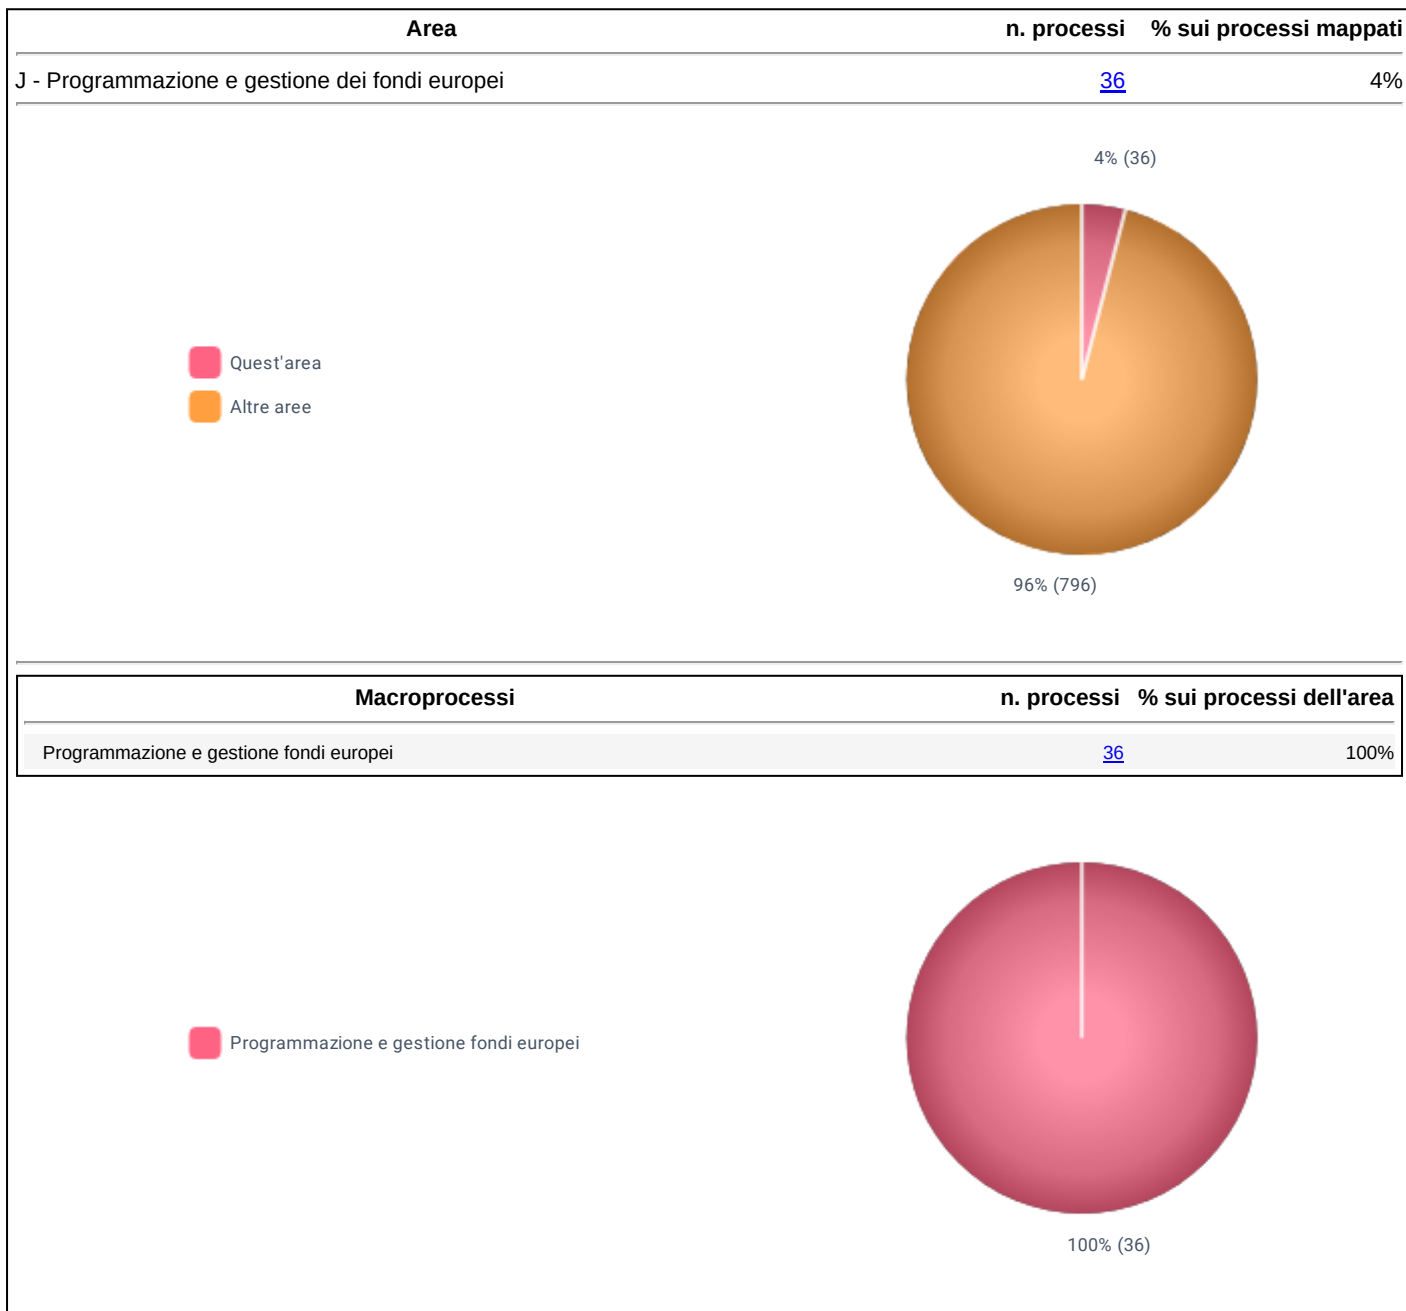 Area n. processi % sui processi mappati
J - Programmazione e gestione dei fondi europei 36 4%
4% (36)
Quest'area
Altre aree
96% (796)
Macroprocessi n. processi % sui processi dell'area
Programmazione e gestione fondi europei 36 100%
Programmazione e gestione fondi europei
100% (36)